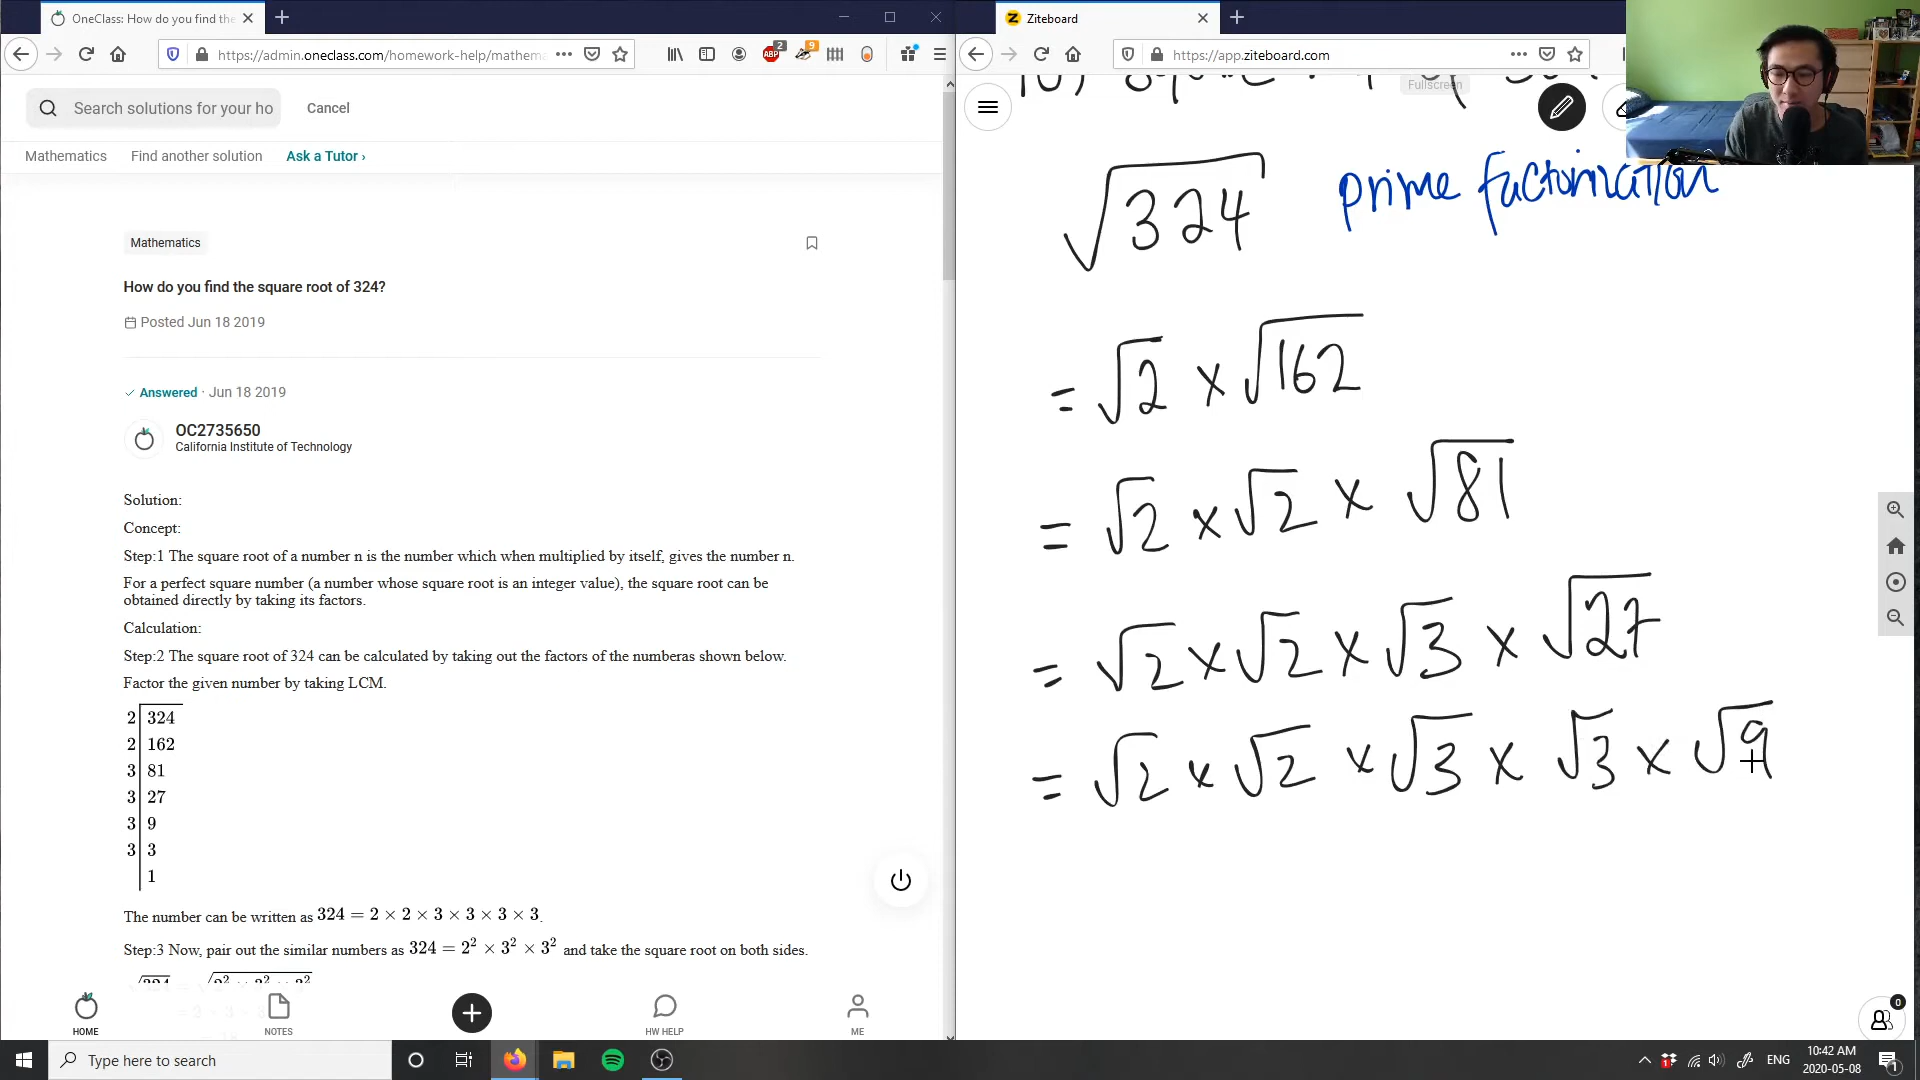 OneClass: How do you find the
https://admin.oneclass.com/homework-help/mathema
2
9
Search solutions for your ho
Cancel
Mathematics
Find another solution
Ask a Tutor ›
Mathematics
How do you find the square root of 324?
Posted Jun 18 2019
Answered · Jun 18 2019
OC2735650
California Institute of Technology
Solution:
Concept:
Step:1 The square root of a number n is the number which when multiplied by itself, gives the number n.
For a perfect square number (a number whose square root is an integer value), the square root can be
obtained directly by taking its factors.
Calculation:
Step:2 The square root of 324 can be calculated by taking out the factors of the numberas shown below.
Factor the given number by taking LCM.
2 324
2 162
3 81
3 27
3 9
3 3
1
The number can be written as 324 = 2 × 2 × 3 × 3 × 3 × 3.
Step:3 Now, pair out the similar numbers as 324 = 2² × 3² × 3² and take the square root on both sides.
HOME
NOTES
HW HELP
ME
Ziteboard
https://app.ziteboard.com
Fullscreen
√324 prime factorization
= √2 × √162
= √2 × √2 × √81
= √2 × √2 × √3 × √27
= √2 × √2 × √3 × √3 × √9
0
Type here to search
ENG
10:42 AM
2020-05-08
1